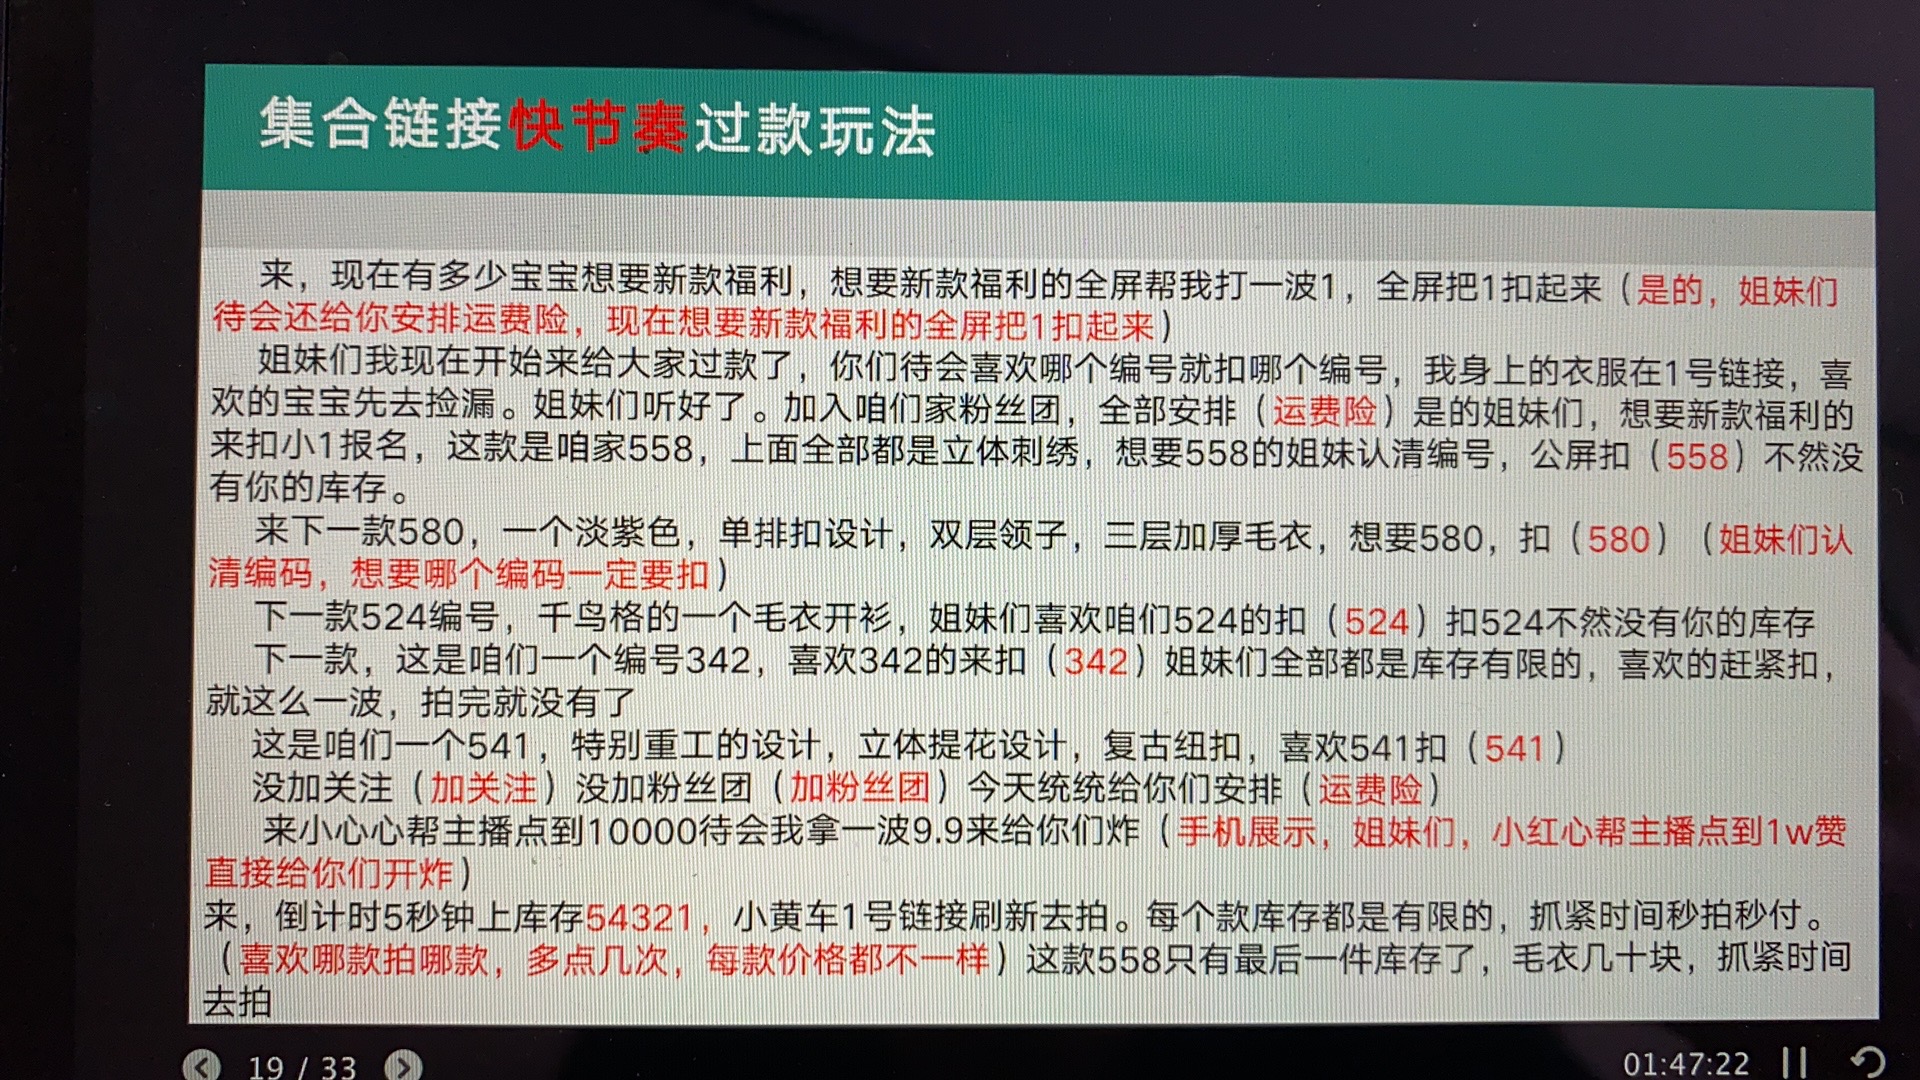 集合链接快节奏过款玩法
来，现在有多少宝宝想要新款福利，想要新款福利的全屏帮我打一波1，全屏把1扣起来（是的，姐妹们
待会还给你安排运费险，现在想要新款福利的全屏把1扣起来）
姐妹们我现在开始来给大家过款了，你们待会喜欢哪个编号就扣哪个编号，我身上的衣服在1号链接，喜
欢的宝宝先去捡漏。姐妹们听好了。加入咱们家粉丝团，全部安排（运费险）是的姐妹们，想要新款福利的
来扣小1报名，这款是咱家558，上面全部都是立体刺绣，想要558的姐妹认清编号，公屏扣（558）不然没
有你的库存。
来下一款580，一个淡紫色，单排扣设计，双层领子，三层加厚毛衣，想要580，扣（580）（姐妹们认
清编码，想要哪个编码一定要扣）
下一款524编号，千鸟格的一个毛衣开衫，姐妹们喜欢咱们524的扣（524）扣524不然没有你的库存
下一款，这是咱们一个编号342，喜欢342的来扣（342）姐妹们全部都是库存有限的，喜欢的赶紧扣，
就这么一波，拍完就没有了
这是咱们一个541，特别重工的设计，立体提花设计，复古纽扣，喜欢541扣（541）
没加关注（加关注）没加粉丝团（加粉丝团）今天统统给你们安排（运费险）
来小心心帮主播点到10000待会我拿一波9.9来给你们炸（手机展示，姐妹们，小红心帮主播点到1w赞
直接给你们开炸）
来，倒计时5秒钟上库存54321，小黄车1号链接刷新去拍。每个款库存都是有限的，抓紧时间秒拍秒付。
（喜欢哪款拍哪款，多点几次，每款价格都不一样）这款558只有最后一件库存了，毛衣几十块，抓紧时间
去拍
19 / 33
01:47:22